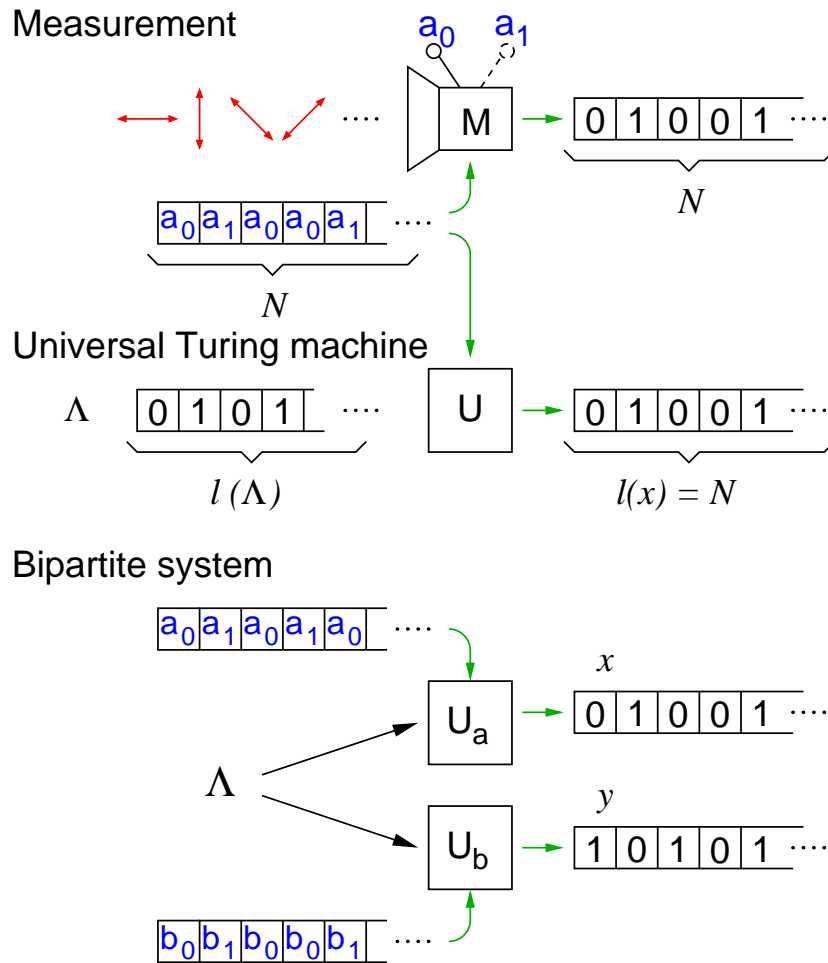 Measurement
a0 a1
.... M 0 1 0 0 1 ....
a0 a1 a0 a0 a1 ....
N
N
Universal Turing machine
Λ 0 1 0 1 .... U 0 1 0 0 1 ....
l (Λ) l(x) = N
Bipartite system
a0 a1 a0 a1 a0 ....
x
Ua 0 1 0 0 1 ....
Λ
y
Ub 1 0 1 0 1 ....
b0 b1 b0 b0 b1 ....